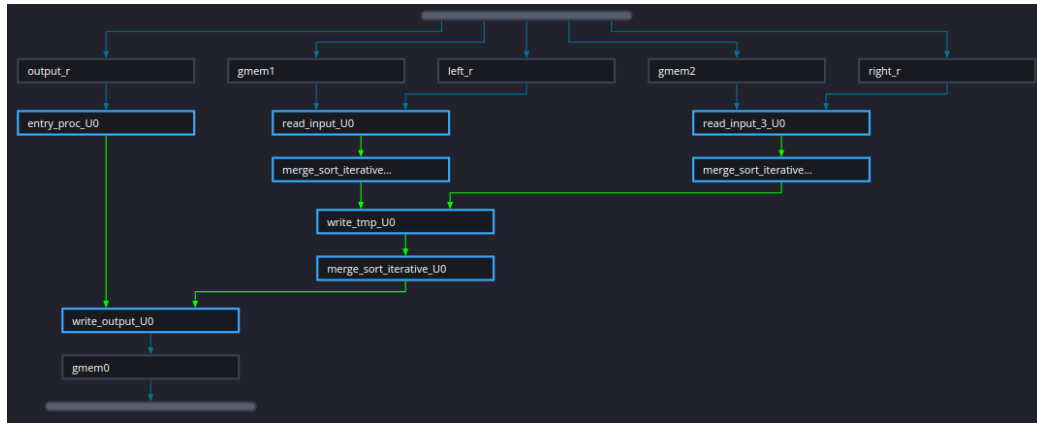 output_r
gmem1
left_r
gmem2
right_r
entry_proc_U0
read_input_U0
read_input_3_U0
merge_sort_iterative...
merge_sort_iterative...
write_tmp_U0
merge_sort_iterative_U0
write_output_U0
gmem0